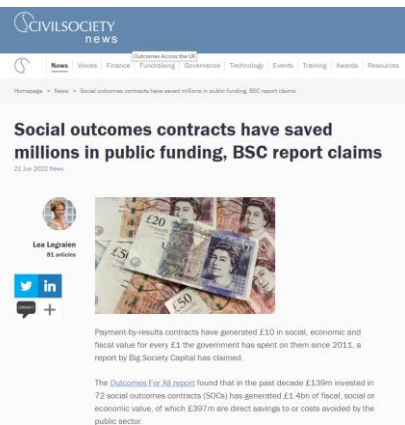 CIVILSOCIETY
news
Outcomes Across the UK
News Voices Finance Fundraising Governance Technology Events Training Awards Resources
Homepage > News > Social outcomes contracts have saved millions in public funding, BSC report claims
Social outcomes contracts have saved
millions in public funding, BSC report claims
21 Jun 2022 News
Lea Legraien
81 articles
£20
£50
£50
Payment-by-results contracts have generated £10 in social, economic and
fiscal value for every £1 the government has spent on them since 2011, a
report by Big Society Capital has claimed.
The Outcomes For All report found that in the past decade £139m invested in
72 social outcomes contracts (SOCs) has generated £1.4bn of fiscal, social or
economic value, of which £397m are direct savings to or costs avoided by the
public sector.